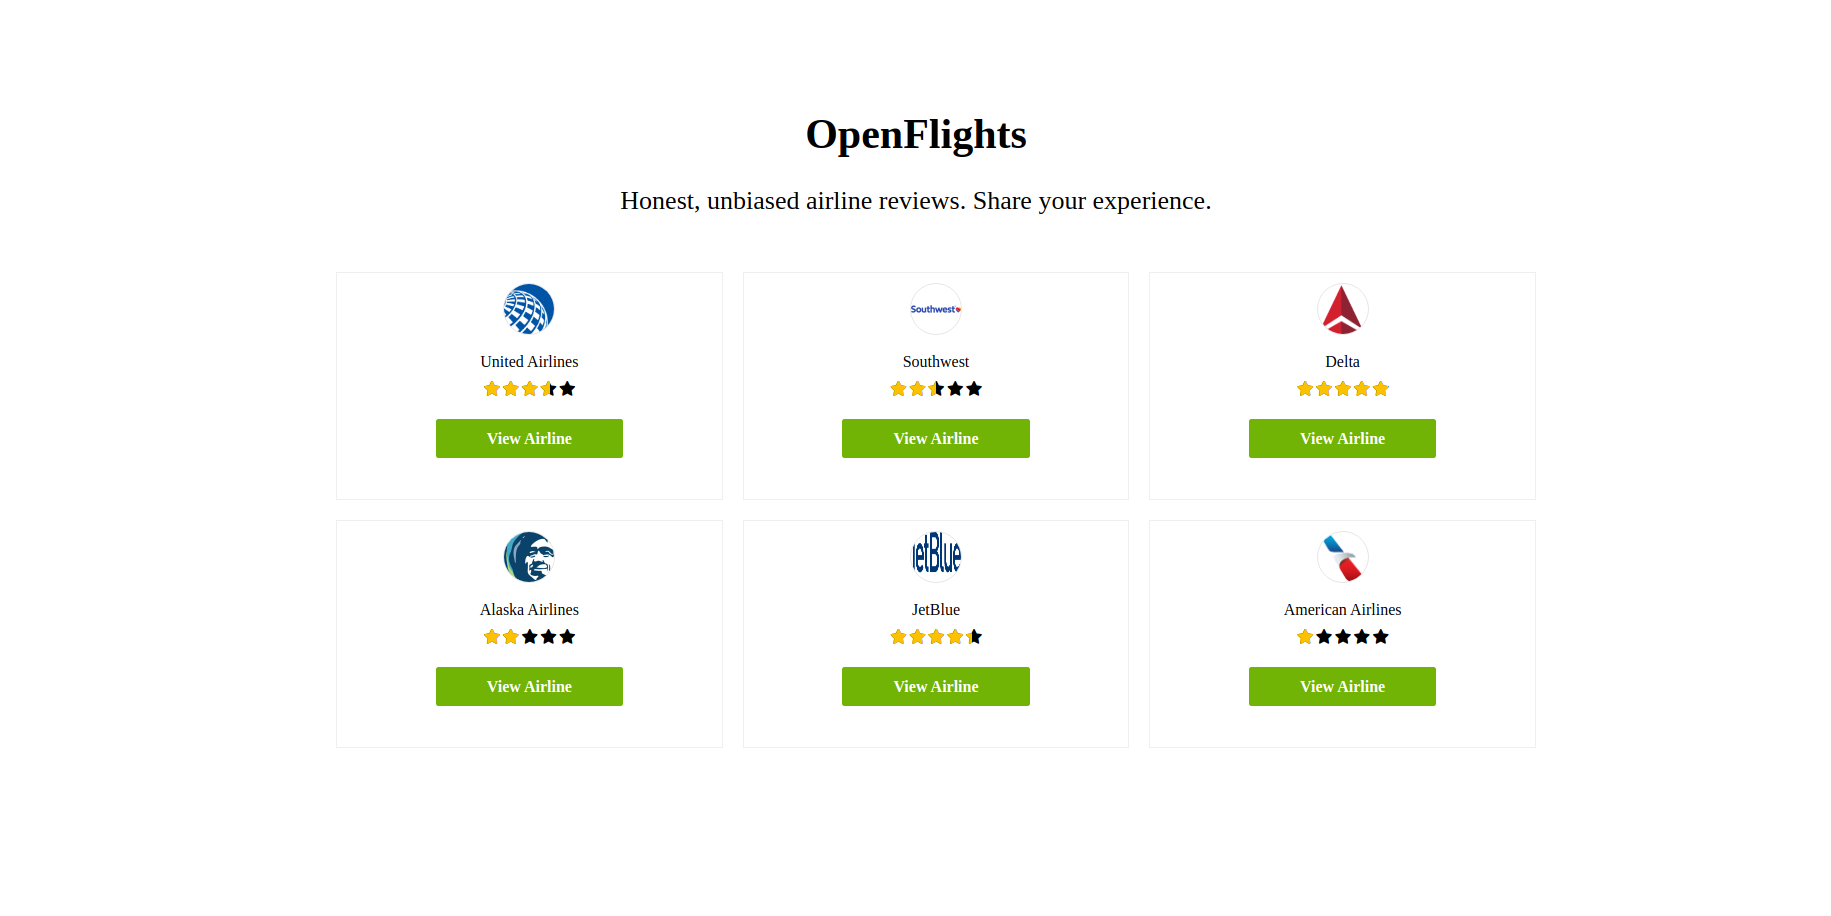 OpenFlights
Honest, unbiased airline reviews. Share your experience.
Southwest
United Airlines
Southwest
Delta
View Airline
View Airline
View Airline
jetBlue
Alaska Airlines
JetBlue
American Airlines
View Airline
View Airline
View Airline